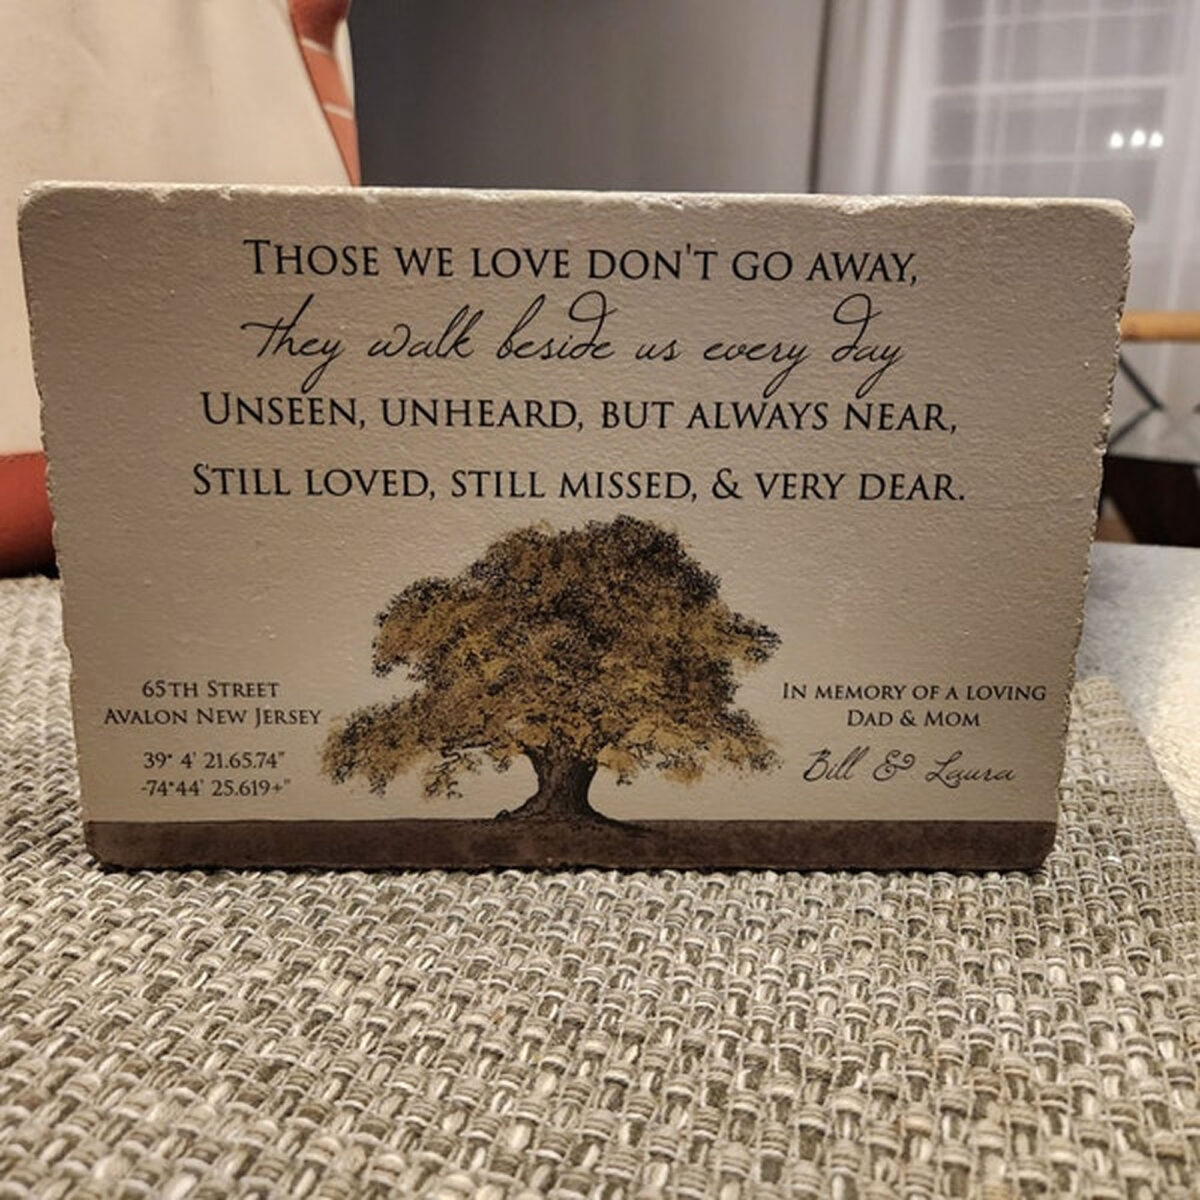 THOSE WE LOVE DON'T GO AWAY,
They walk beside us every day
UNSEEN, UNHEARD, BUT ALWAYS NEAR,
STILL LOVED, STILL MISSED, & VERY DEAR.
65TH STREET
AVALON NEW JERSEY
39° 4' 21.65.74"
-74°44' 25.619+"
IN MEMORY OF A LOVING
DAD & MOM
Bill & Laura